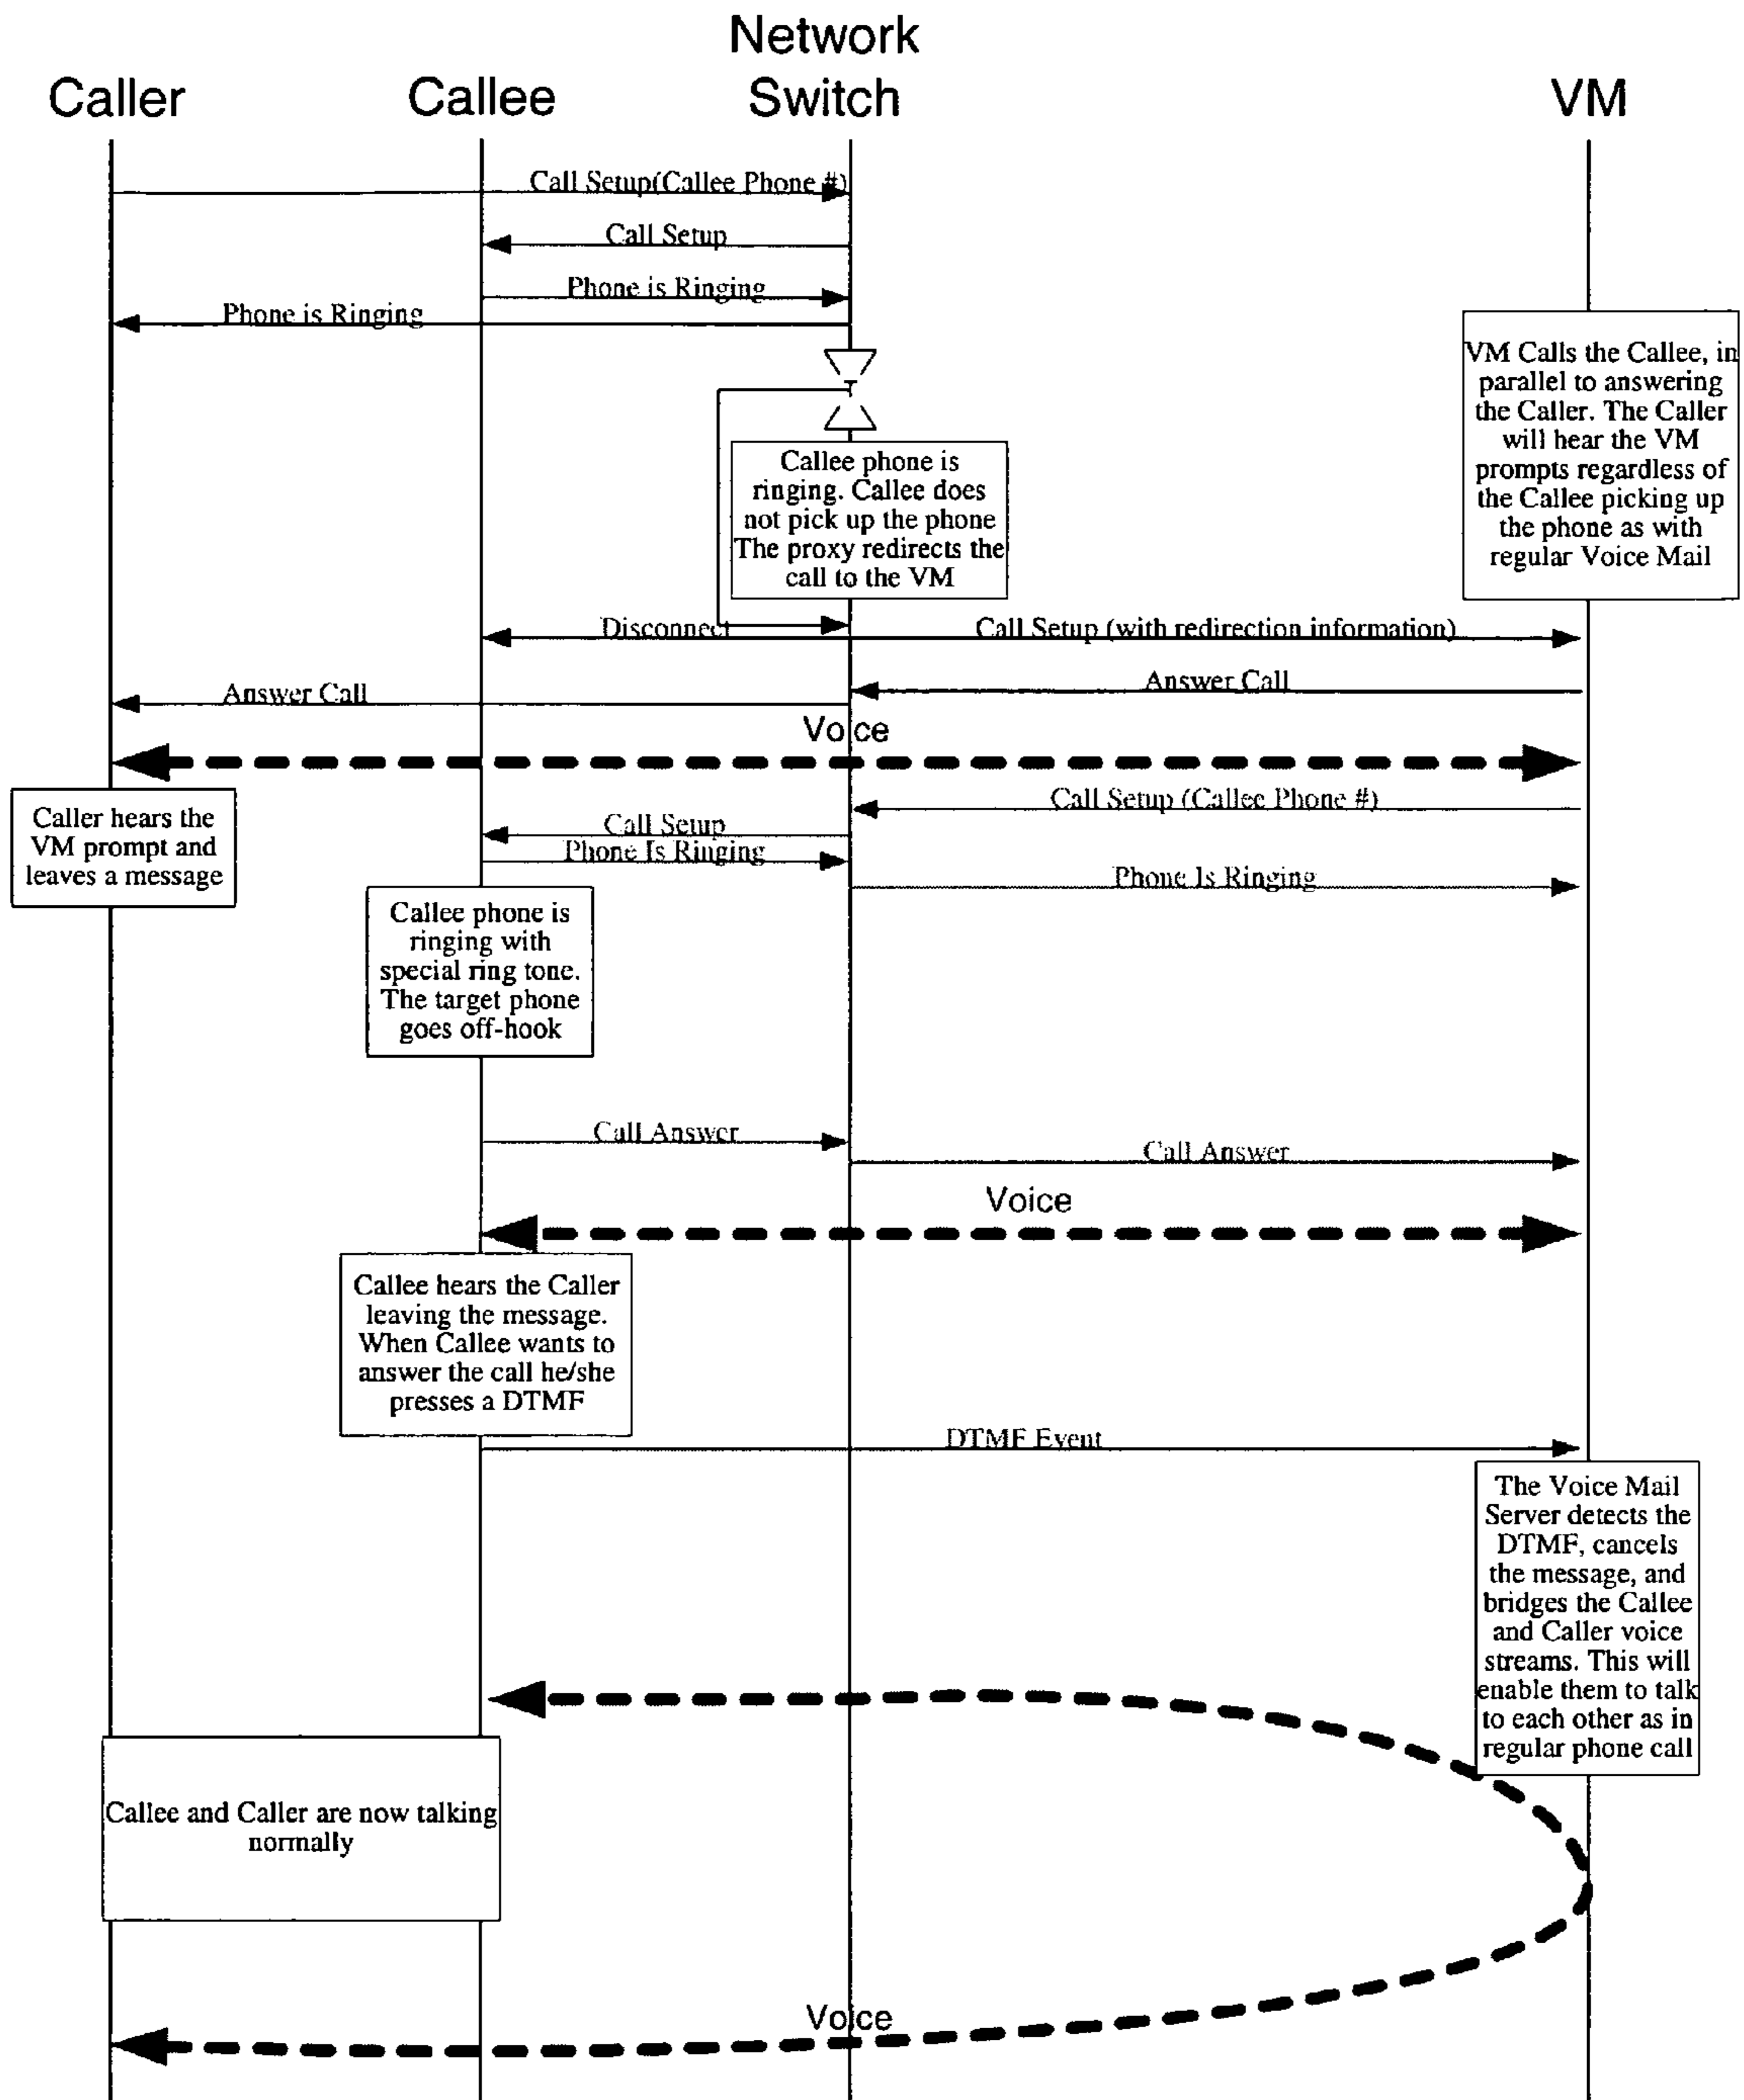 Network
Caller
Callee
Switch
VM
Call Setup(Callee Phone #)
Call Setup
Phone is Ringing
Phone is Ringing
VM Calls the Callee, in
parallel to answering
the Caller. The Caller
will hear the VM
prompts regardless of
the Callee picking up
the phone as with
regular Voice Mail
Callee phone is
ringing. Callee does
not pick up the phone
The proxy redirects the
call to the VM
Disconnect
Call Setup (with redirection information)
Answer Call
Answer Call
Voice
Call Setup (Callee Phone #)
Caller hears the
VM prompt and
leaves a message
Call Setup
Phone Is Ringing
Phone Is Ringing
Callee phone is
ringing with
special ring tone.
The target phone
goes off-hook
Call Answer
Call Answer
Voice
Callee hears the Caller
leaving the message.
When Callee wants to
answer the call he/she
presses a DTMF
DTMF Event
The Voice Mail
Server detects the
DTMF, cancels
the message, and
bridges the Callee
and Caller voice
streams. This will
enable them to talk
to each other as in
regular phone call
Callee and Caller are now talking
normally
Voice